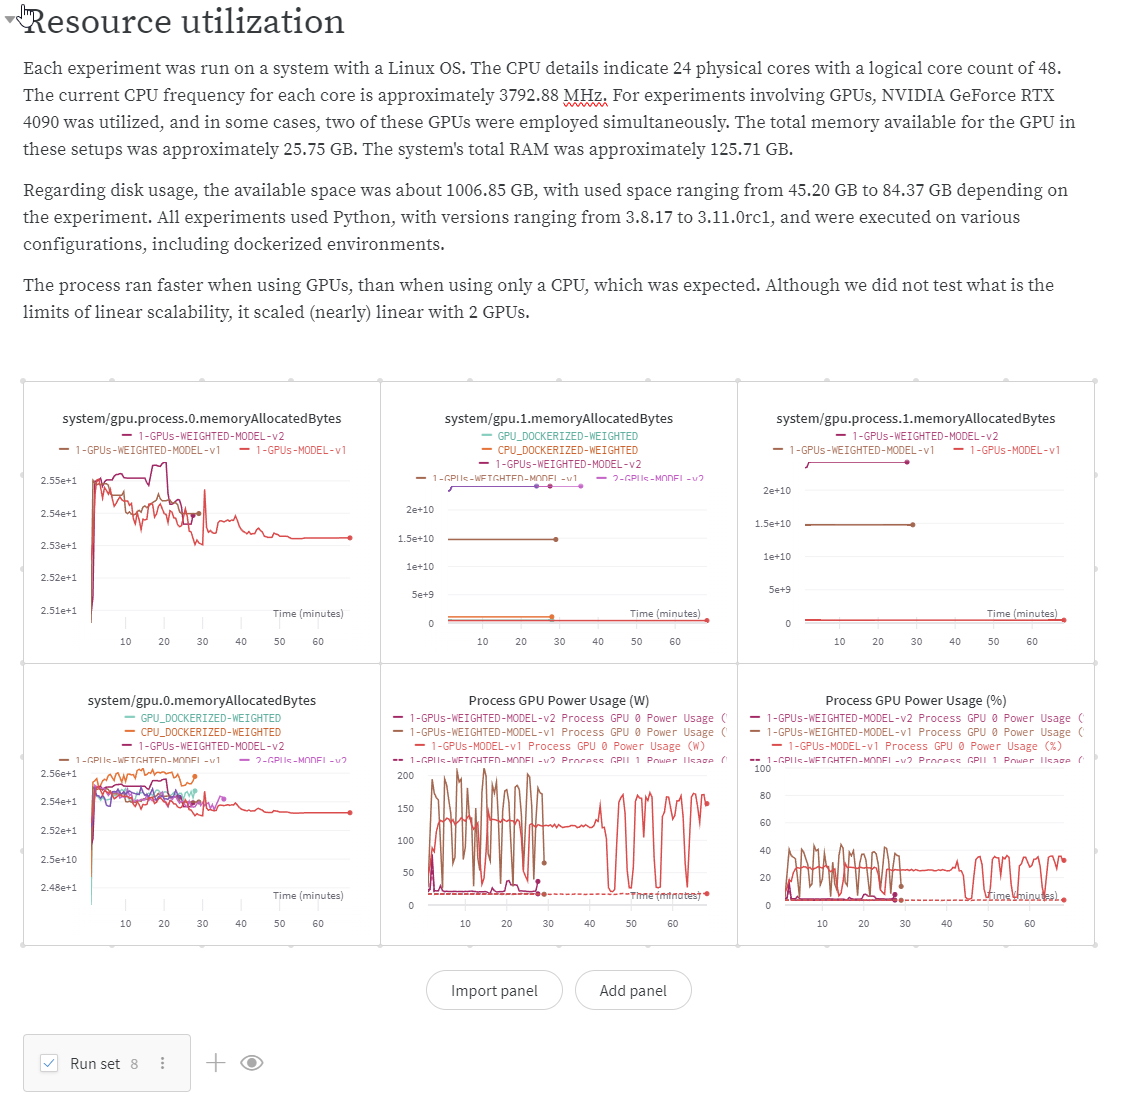 Resource utilization
Each experiment was run on a system with a Linux OS. The CPU details indicate 24 physical cores with a logical core count of 48.
The current CPU frequency for each core is approximately 3792.88 MHz. For experiments involving GPUs, NVIDIA GeForce RTX
4090 was utilized, and in some cases, two of these GPUs were employed simultaneously. The total memory available for the GPU in
these setups was approximately 25.75 GB. The system's total RAM was approximately 125.71 GB.
Regarding disk usage, the available space was about 1006.85 GB, with used space ranging from 45.20 GB to 84.37 GB depending on
the experiment. All experiments used Python, with versions ranging from 3.8.17 to 3.11.0rc1, and were executed on various
configurations, including dockerized environments.
The process ran faster when using GPUs, than when using only a CPU, which was expected. Although we did not test what is the
limits of linear scalability, it scaled (nearly) linear with 2 GPUs.
system/gpu.process.0.memoryAllocatedBytes
1-GPUs-WEIGHTED-MODEL-v2
1-GPUs-WEIGHTED-MODEL-v1 1-GPUs-MODEL-v1
2.55e+1
2.54e+1
2.53e+1
2.52e+1
2.51e+1
Time (minutes)
10 20 30 40 50 60
system/gpu.1.memoryAllocatedBytes
GPU_DOCKERIZED-WEIGHTED
CPU_DOCKERIZED-WEIGHTED
1-GPUs-WEIGHTED-MODEL-v2
1-GPUs-WEIGHTED-MODEL-v1 2-GPUs-MODEL-v2
2e+10
1.5e+10
1e+10
5e+9
0
Time (minutes)
10 20 30 40 50 60
system/gpu.process.1.memoryAllocatedBytes
1-GPUs-WEIGHTED-MODEL-v2
1-GPUs-WEIGHTED-MODEL-v1 1-GPUs-MODEL-v1
2e+10
1.5e+10
1e+10
5e+9
0
Time (minutes)
10 20 30 40 50 60
system/gpu.0.memoryAllocatedBytes
GPU_DOCKERIZED-WEIGHTED
CPU_DOCKERIZED-WEIGHTED
1-GPUs-WEIGHTED-MODEL-v2
1-GPUs-WEIGHTED-MODEL-v1 2-GPUs-MODEL-v2
2.56e+1
2.54e+1
2.52e+1
2.5e+10
2.48e+1
Time (minutes)
10 20 30 40 50 60
Process GPU Power Usage (W)
1-GPUs-WEIGHTED-MODEL-v2 Process GPU 0 Power Usage (
1-GPUs-WEIGHTED-MODEL-v1 Process GPU 0 Power Usage (
1-GPUs-MODEL-v1 Process GPU 0 Power Usage (W)
1-GPUs-WEIGHTED-MODEL-v2 Process GPU 1 Power Usage (
200
150
100
50
0
Time (minutes)
10 20 30 40 50 60
Process GPU Power Usage (%)
1-GPUs-WEIGHTED-MODEL-v2 Process GPU 0 Power Usage (
1-GPUs-WEIGHTED-MODEL-v1 Process GPU 0 Power Usage (
1-GPUs-MODEL-v1 Process GPU 0 Power Usage (%)
1-GPUs-WEIGHTED-MODEL-v2 Process GPU 1 Power Usage (
100
80
60
40
20
0
Time (minutes)
10 20 30 40 50 60
Import panel Add panel
Run set 8